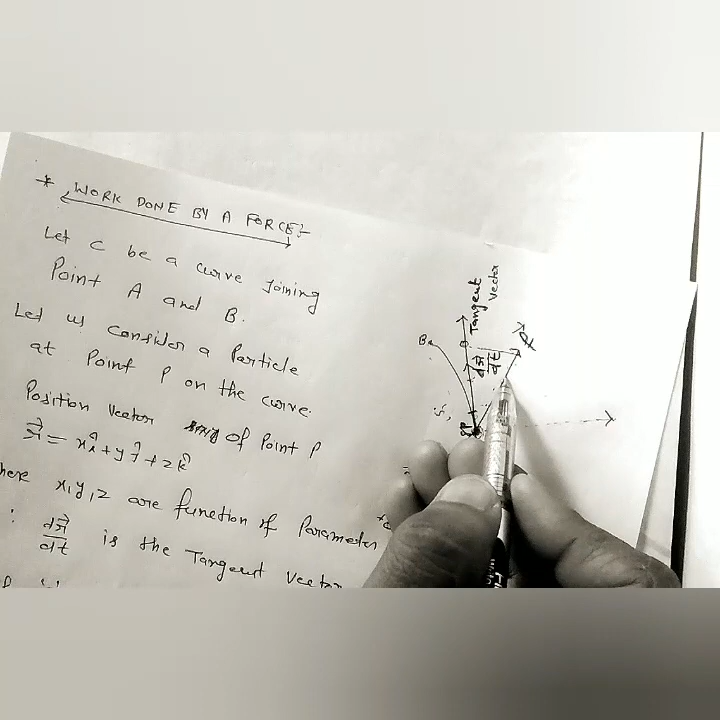 * WORK DONE BY A FORCE:-
Let C be a curve joining
Point A and B.
Let us Consider a Particle
at Point P on the curve.
Position Vector of Point P
r⃗ = xî + yĵ + zk̂
here x,y,z are function of Parameter 't'
: dr⃗/dt is the Tangent Vector
Tangent
Vector
B
dr⃗/dt
P